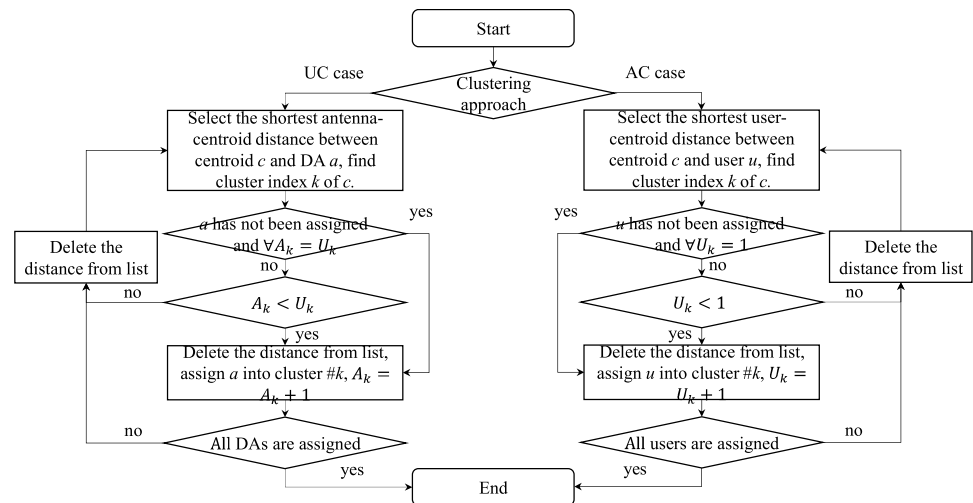 Start
UC case
AC case
Clustering
approach
Select the shortest antenna-
centroid distance between
centroid c and DA a, find
cluster index k of c.
a has not been assigned
and ∀A_k = U_k
yes
no
Delete the
distance from list
no
A_k < U_k
yes
Delete the distance from list,
assign a into cluster #k, A_k =
A_k + 1
no
All DAs are assigned
yes
Select the shortest user-
centroid distance between
centroid c and user u, find
cluster index k of c.
yes
u has not been assigned
and ∀U_k = 1
no
Delete the
distance from list
U_k < 1
no
yes
Delete the distance from list,
assign u into cluster #k, U_k =
U_k + 1
All users are assigned
no
yes
End